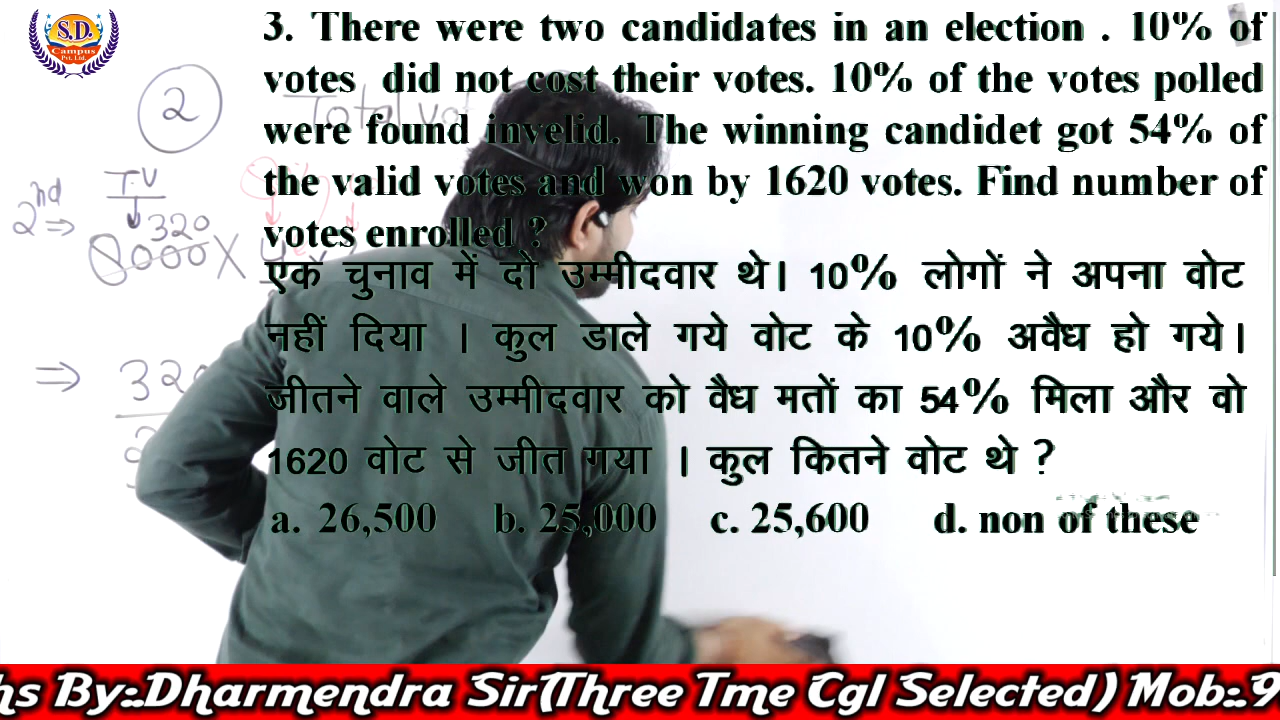 S.D.
Campus
Pvt. Ltd.
3. There were two candidates in an election . 10% of
votes did not cost their votes. 10% of the votes polled
were found invelid. The winning candidet got 54% of
the valid votes and won by 1620 votes. Find number of
votes enrolled ?
एक चुनाव में दो उम्मीदवार थे। 10% लोगों ने अपना वोट
नहीं दिया । कुल डाले गये वोट के 10% अवैध हो गये।
जीतने वाले उम्मीदवार को वैध मतों का 54% मिला और वो
1620 वोट से जीत गया । कुल कितने वोट थे ?
a. 26,500 b. 25,000 c. 25,600 d. non of these
2
Total
2nd ⇒
T.V
320
8000 X
⇒ 320
hs By:.Dharmendra Sir(Three Tme Cgl Selected) Mob:.9